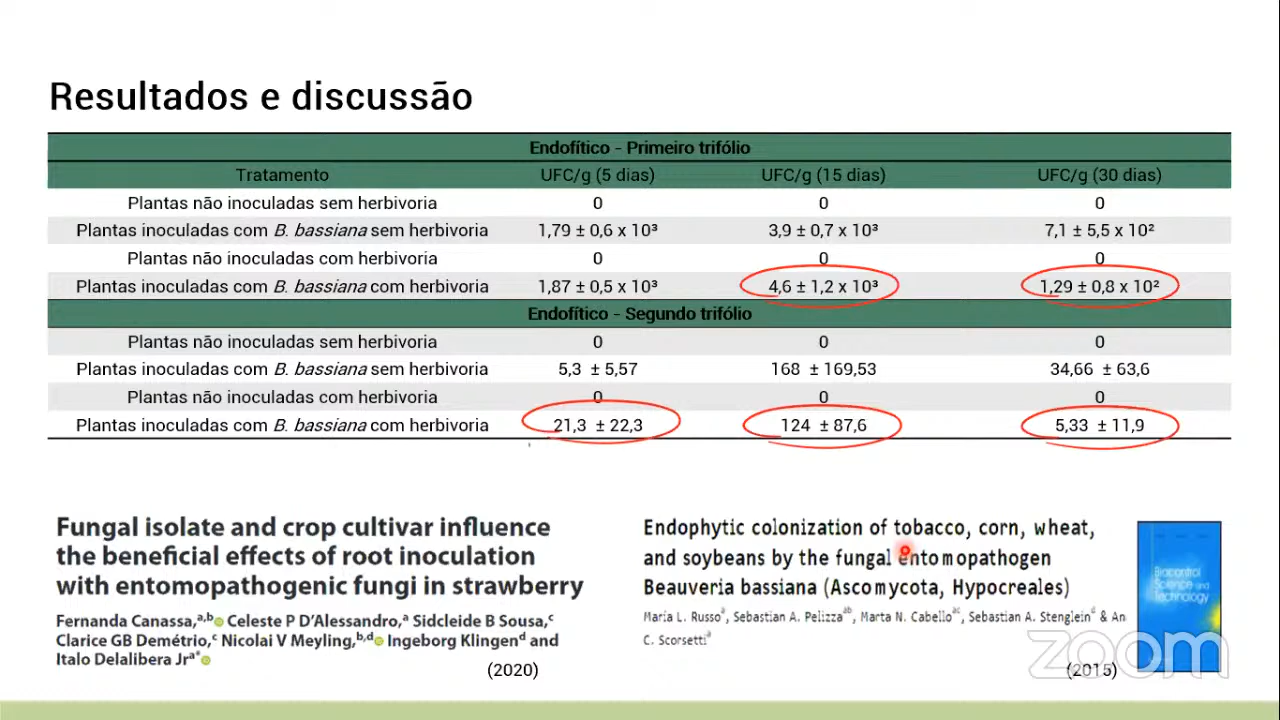 Resultados e discussão
Endofítico - Primeiro trifólio
Tratamento UFC/g (5 dias) UFC/g (15 dias) UFC/g (30 dias)
Plantas não inoculadas sem herbivoria 0 0 0
Plantas inoculadas com B. bassiana sem herbivoria 1,79 ± 0,6 x 10³ 3,9 ± 0,7 x 10³ 7,1 ± 5,5 x 10²
Plantas não inoculadas com herbivoria 0 0 0
Plantas inoculadas com B. bassiana com herbivoria 1,87 ± 0,5 x 10³ 4,6 ± 1,2 x 10³ 1,29 ± 0,8 x 10²
Endofítico - Segundo trifólio
Plantas não inoculadas sem herbivoria 0 0 0
Plantas inoculadas com B. bassiana sem herbivoria 5,3 ± 5,57 168 ± 169,53 34,66 ± 63,6
Plantas não inoculadas com herbivoria 0 0 0
Plantas inoculadas com B. bassiana com herbivoria 21,3 ± 22,3 124 ± 87,6 5,33 ± 11,9
Fungal isolate and crop cultivar influence
the beneficial effects of root inoculation
with entomopathogenic fungi in strawberry
Fernanda Canassa,a,b Celeste P D'Alessandro,a Sidcleide B Sousa,c
Clarice GB Demétrio,c Nicolai V Meyling,b,d Ingeborg Klingen d and
Italo Delalibera Jr a*
(2020)
Endophytic colonization of tobacco, corn, wheat,
and soybeans by the fungal entomopathogen
Beauveria bassiana (Ascomycota, Hypocreales)
María L. Russo a, Sebastian A. Pelizza ab, Marta N. Cabello ac, Sebastian A. Stenglein d & An
C. Scorsetti a
(2015)
Biocontrol
Science and
Technology
zoom